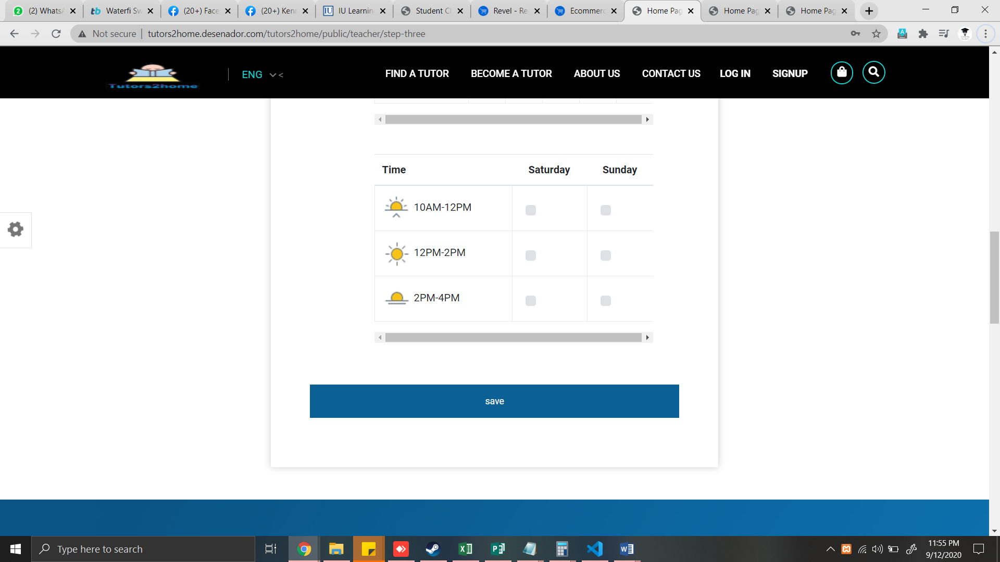 (2) Whats
Waterfi Sw
(20+) Face
(20+) Ken
IU
IU Learnin
Student C
Revel - Re
Ecommerc
Home Pag
Home Pag
Home Pag
Not secure
tutors2home.desenador.com/tutors2home/public/teacher/step-three
Tutors2home
ENG
<
FIND A TUTOR
BECOME A TUTOR
ABOUT US
CONTACT US
LOG IN
SIGNUP
Time Saturday Sunday
10AM-12PM
12PM-2PM
2PM-4PM
save
Type here to search
11:55 PM
9/12/2020